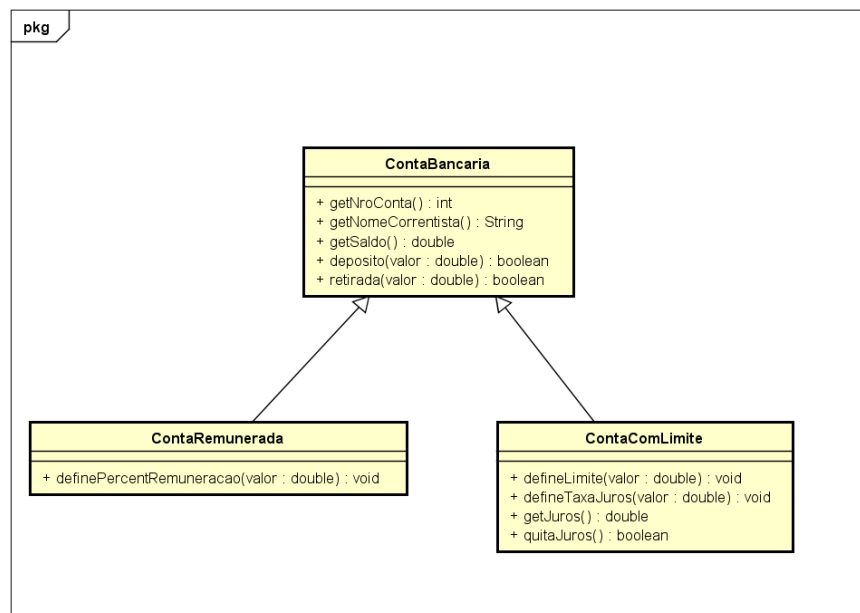 pkg
ContaBancaria
+ getNroConta() : int
+ getNomeCorrentista() : String
+ getSaldo() : double
+ deposito(valor : double) : boolean
+ retirada(valor : double) : boolean
ContaRemunerada
+ definePercentRemuneracao(valor : double) : void
ContaComLimite
+ defineLimite(valor : double) : void
+ defineTaxaJuros(valor : double) : void
+ getJuros() : double
+ quitaJuros() : boolean